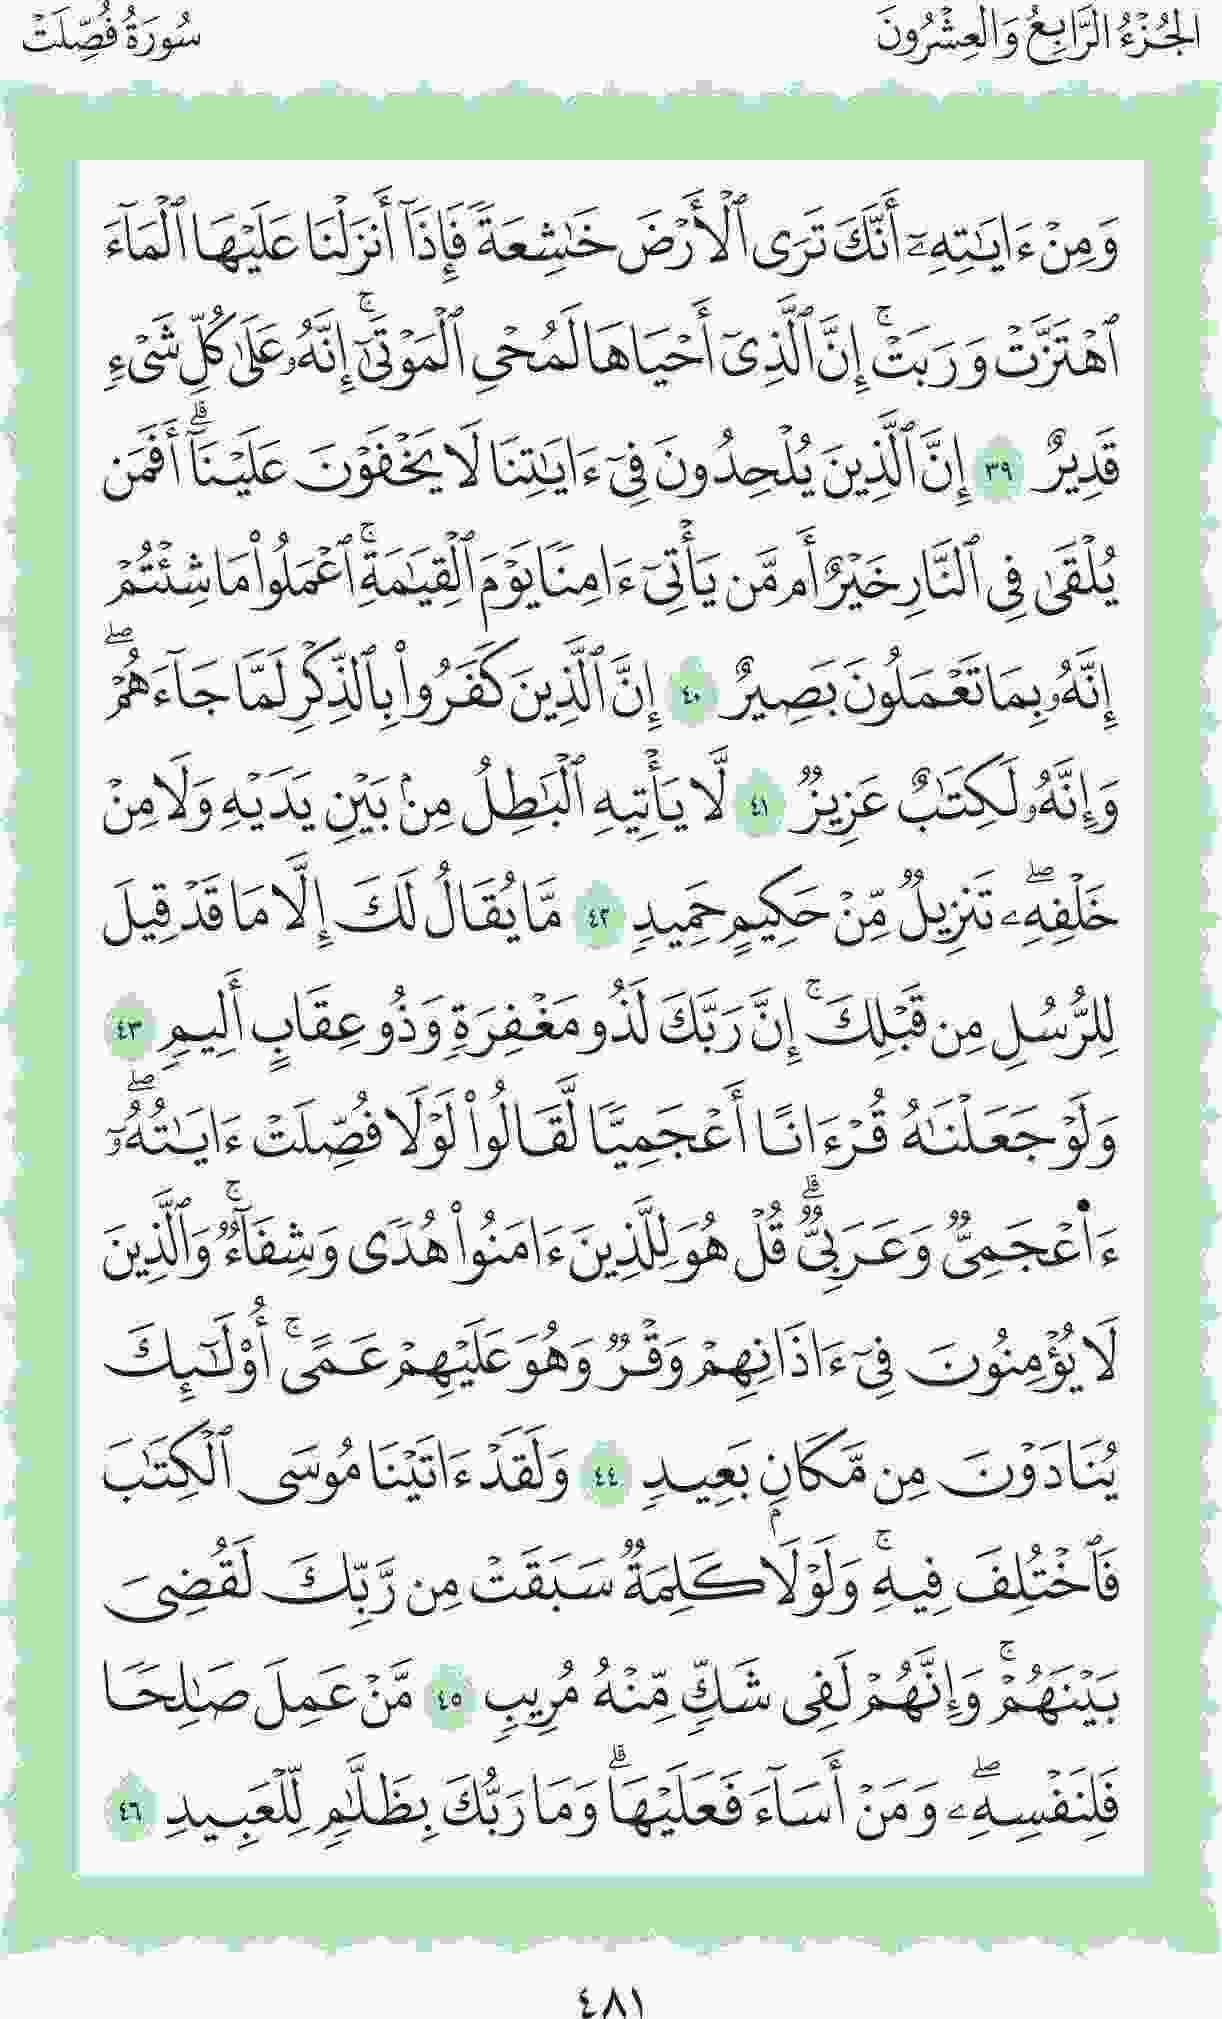 الجُزْءُ الرَّابِعُ وَالعِشْرُونَ
سُورَةُ فُصِّلَتْ
وَمِنْ ءَايَٰتِهِۦٓ أَنَّكَ تَرَى ٱلْأَرْضَ خَٰشِعَةً فَإِذَآ أَنزَلْنَا عَلَيْهَا ٱلْمَآءَ
ٱهْتَزَّتْ وَرَبَتْ ۚ إِنَّ ٱلَّذِىٓ أَحْيَاهَا لَمُحْىِ ٱلْمَوْتَىٰٓ ۚ إِنَّهُۥ عَلَىٰ كُلِّ شَىْءٍ
قَدِيرٌ ٣٩ إِنَّ ٱلَّذِينَ يُلْحِدُونَ فِىٓ ءَايَٰتِنَا لَا يَخْفَوْنَ عَلَيْنَآ ۗ أَفَمَن
يُلْقَىٰ فِى ٱلنَّارِ خَيْرٌ أَم مَّن يَأْتِىٓ ءَامِنًا يَوْمَ ٱلْقِيَٰمَةِ ۚ ٱعْمَلُوا۟ مَا شِئْتُمْ ۖ
إِنَّهُۥ بِمَا تَعْمَلُونَ بَصِيرٌ ٤٠ إِنَّ ٱلَّذِينَ كَفَرُوا۟ بِٱلذِّكْرِ لَمَّا جَآءَهُمْ ۖ
وَإِنَّهُۥ لَكِتَٰبٌ عَزِيزٌ ٤١ لَّا يَأْتِيهِ ٱلْبَٰطِلُ مِنۢ بَيْنِ يَدَيْهِ وَلَا مِنْ
خَلْفِهِۦ ۖ تَنزِيلٌ مِّنْ حَكِيمٍ حَمِيدٍ ٤٢ مَّا يُقَالُ لَكَ إِلَّا مَا قَدْ قِيلَ
لِلرُّسُلِ مِن قَبْلِكَ ۚ إِنَّ رَبَّكَ لَذُو مَغْفِرَةٍ وَذُو عِقَابٍ أَلِيمٍ ٤٣
وَلَوْ جَعَلْنَٰهُ قُرْءَانًا أَعْجَمِيًّا لَّقَالُوا۟ لَوْلَا فُصِّلَتْ ءَايَٰتُهُۥٓ ۖ
ءَا۬عْجَمِىٌّ وَعَرَبِىٌّ ۗ قُلْ هُوَ لِلَّذِينَ ءَامَنُوا۟ هُدًى وَشِفَآءٌ ۚ وَٱلَّذِينَ
لَا يُؤْمِنُونَ فِىٓ ءَاذَانِهِمْ وَقْرٌ وَهُوَ عَلَيْهِمْ عَمًى ۚ أُو۟لَٰٓئِكَ
يُنَادَوْنَ مِن مَّكَانٍۭ بَعِيدٍ ٤٤ وَلَقَدْ ءَاتَيْنَا مُوسَى ٱلْكِتَٰبَ
فَٱخْتُلِفَ فِيهِ ۚ وَلَوْلَا كَلِمَةٌ سَبَقَتْ مِن رَّبِّكَ لَقُضِىَ
بَيْنَهُمْ ۚ وَإِنَّهُمْ لَفِى شَكٍّ مِّنْهُ مُرِيبٍ ٤٥ مَّنْ عَمِلَ صَٰلِحًا
فَلِنَفْسِهِۦ ۖ وَمَنْ أَسَآءَ فَعَلَيْهَا ۗ وَمَا رَبُّكَ بِظَلَّٰمٍ لِّلْعَبِيدِ ٤٦
٤٨١